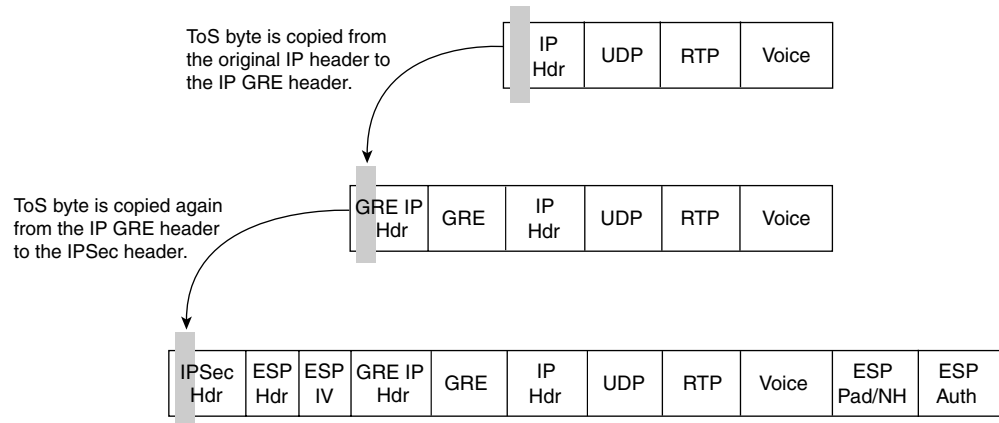 ToS byte is copied from
the original IP header to
the IP GRE header.
IP
Hdr
UDP
RTP
Voice
ToS byte is copied again
from the IP GRE header
to the IPSec header.
GRE IP
Hdr
GRE
IP
Hdr
UDP
RTP
Voice
IPSec
Hdr
ESP
Hdr
ESP
IV
GRE IP
Hdr
GRE
IP
Hdr
UDP
RTP
Voice
ESP
Pad/NH
ESP
Auth